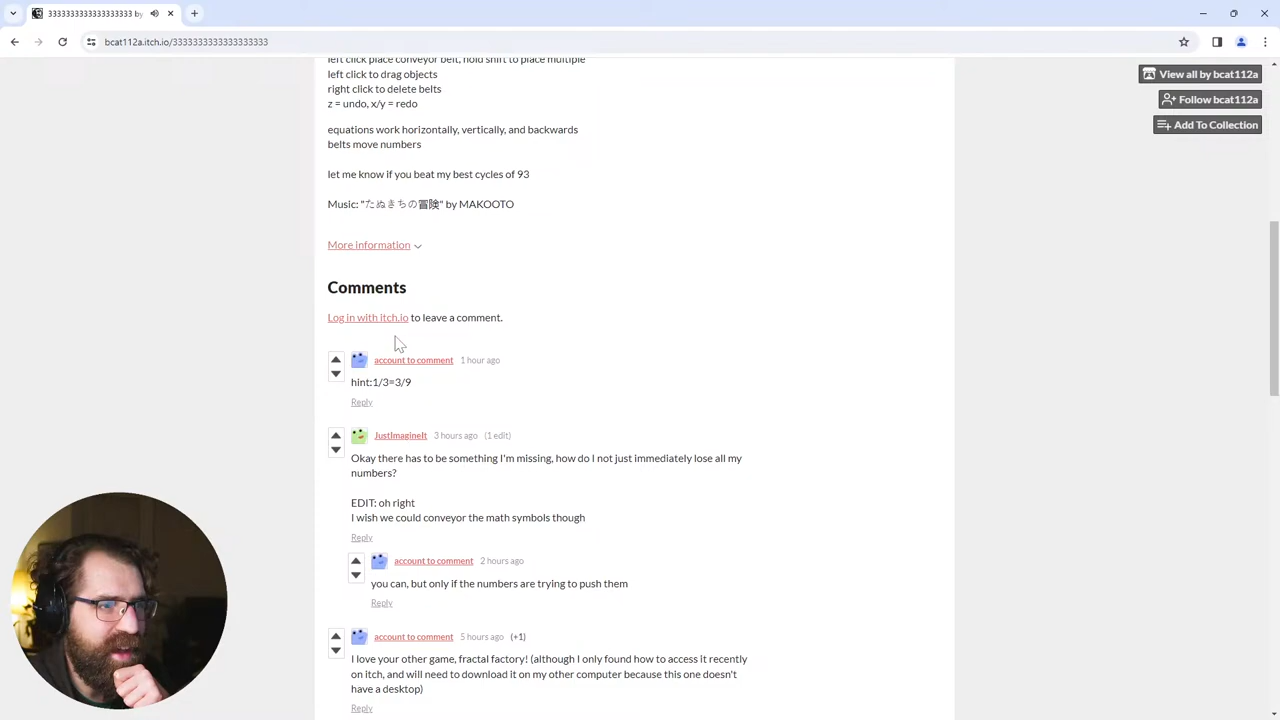 3333333333333333333 by
bcat112a.itch.io/3333333333333333333
left click place conveyor belt, hold shift to place multiple
left click to drag objects
right click to delete belts
z = undo, x/y = redo
equations work horizontally, vertically, and backwards
belts move numbers
let me know if you beat my best cycles of 93
Music: "たぬきちの冒険" by MAKOOTO
More information
Comments
Log in with itch.io to leave a comment.
account to comment 1 hour ago
hint:1/3=3/9
Reply
JustImagineIt 3 hours ago (1 edit)
Okay there has to be something I'm missing, how do I not just immediately lose all my
numbers?
EDIT: oh right
I wish we could conveyor the math symbols though
Reply
account to comment 2 hours ago
you can, but only if the numbers are trying to push them
Reply
account to comment 5 hours ago (+1)
I love your other game, fractal factory! (although I only found how to access it recently
on itch, and will need to download it on my other computer because this one doesn't
have a desktop)
Reply
View all by bcat112a
Follow bcat112a
Add To Collection